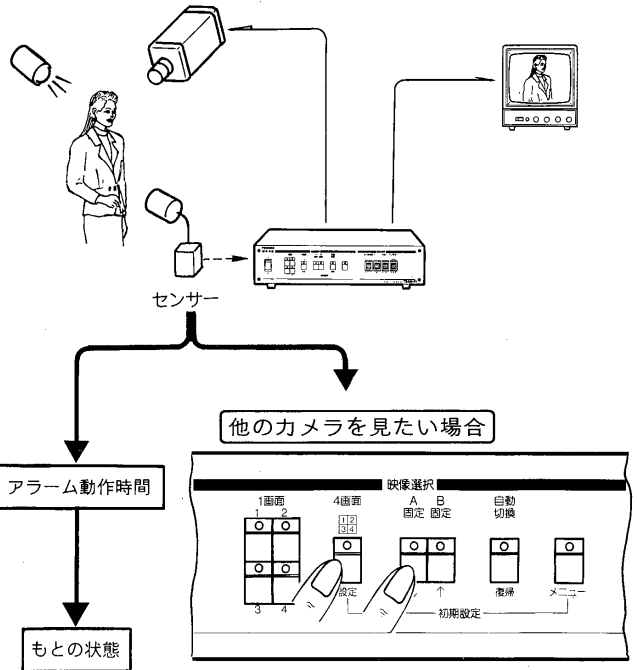 センサー
他のカメラを見たい場合
アラーム動作時間
もとの状態
映像選択
1画面
1 2
3 4
4画面
1 2
3 4
設定
A B
固定 固定
↑
自動
切換
復帰
メニュー
初期設定